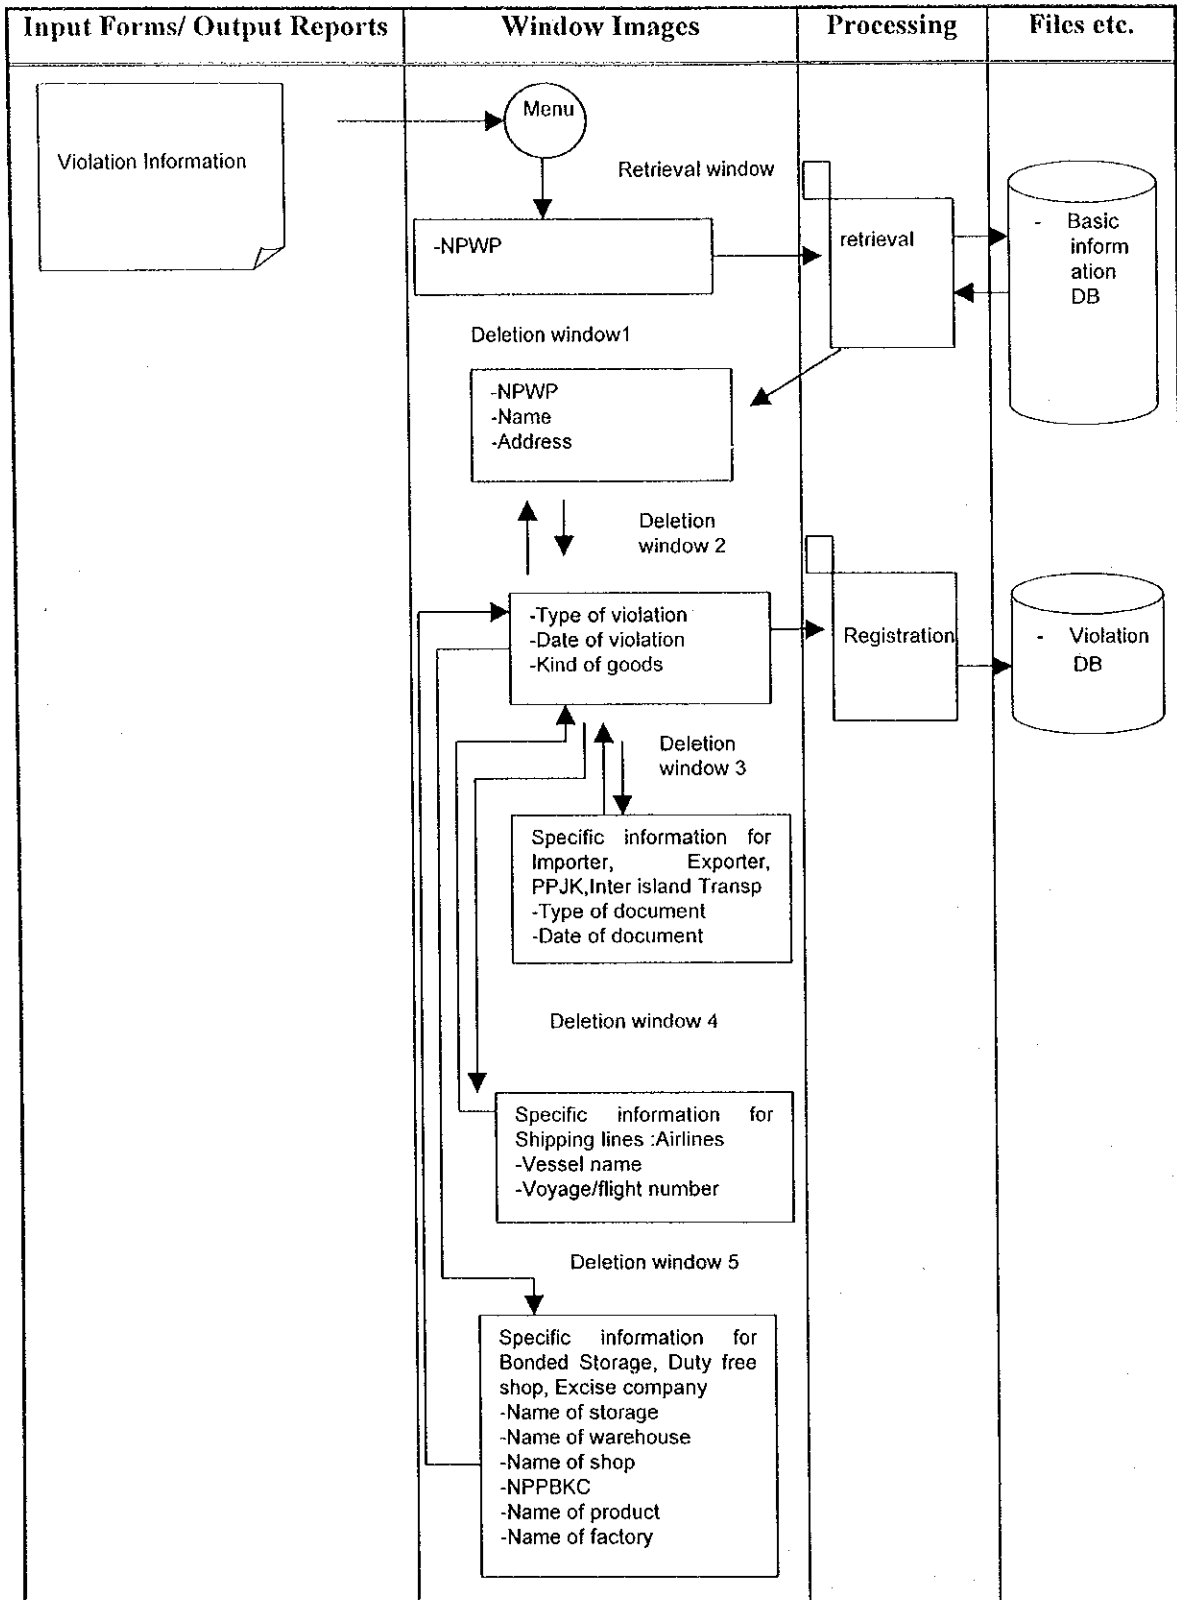 Input Forms/ Output Reports
Window Images
Processing
Files etc.
Violation Information
Menu
Retrieval window
-NPWP
retrieval
- Basic
inform
ation
DB
Deletion window1
-NPWP
-Name
-Address
Deletion
window 2
-Type of violation
-Date of violation
-Kind of goods
Registration
- Violation
DB
Deletion
window 3
Specific information for
Importer, Exporter,
PPJK,Inter island Transp
-Type of document
-Date of document
Deletion window 4
Specific information for
Shipping lines :Airlines
-Vessel name
-Voyage/flight number
Deletion window 5
Specific information for
Bonded Storage, Duty free
shop, Excise company
-Name of storage
-Name of warehouse
-Name of shop
-NPPBKC
-Name of product
-Name of factory